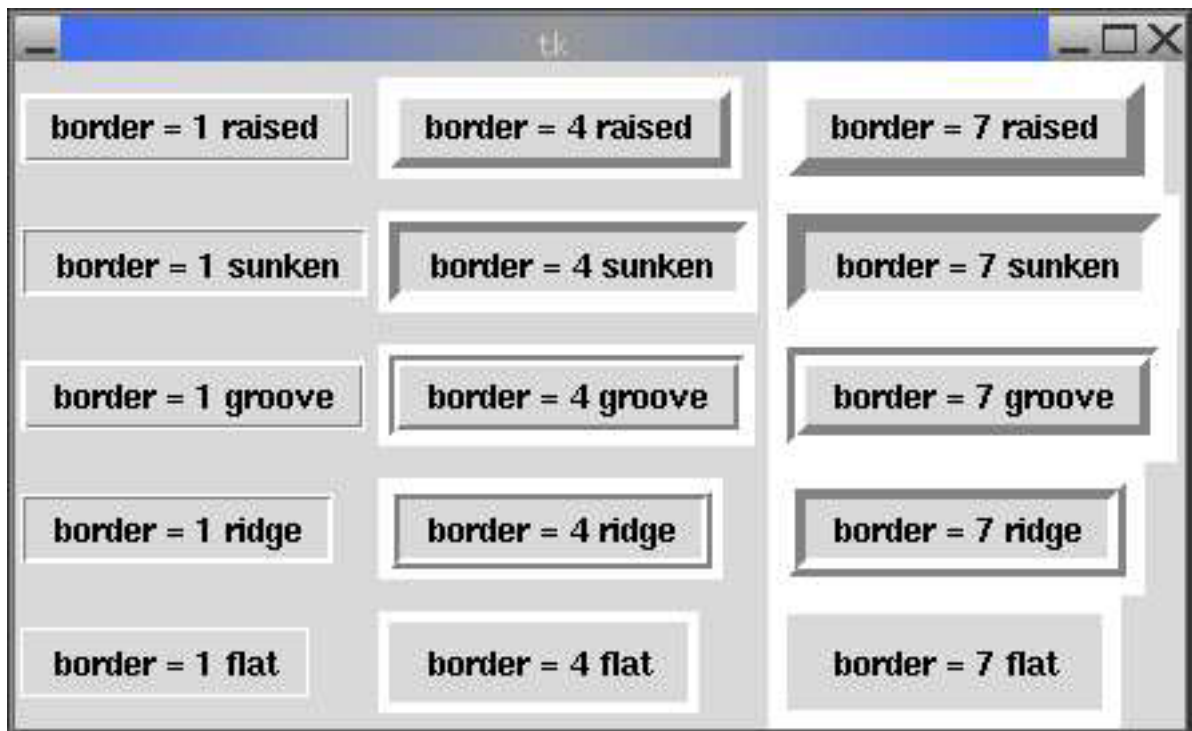 tk
border = 1 raised border = 4 raised border = 7 raised
border = 1 sunken border = 4 sunken border = 7 sunken
border = 1 groove border = 4 groove border = 7 groove
border = 1 ridge border = 4 ridge border = 7 ridge
border = 1 flat border = 4 flat border = 7 flat